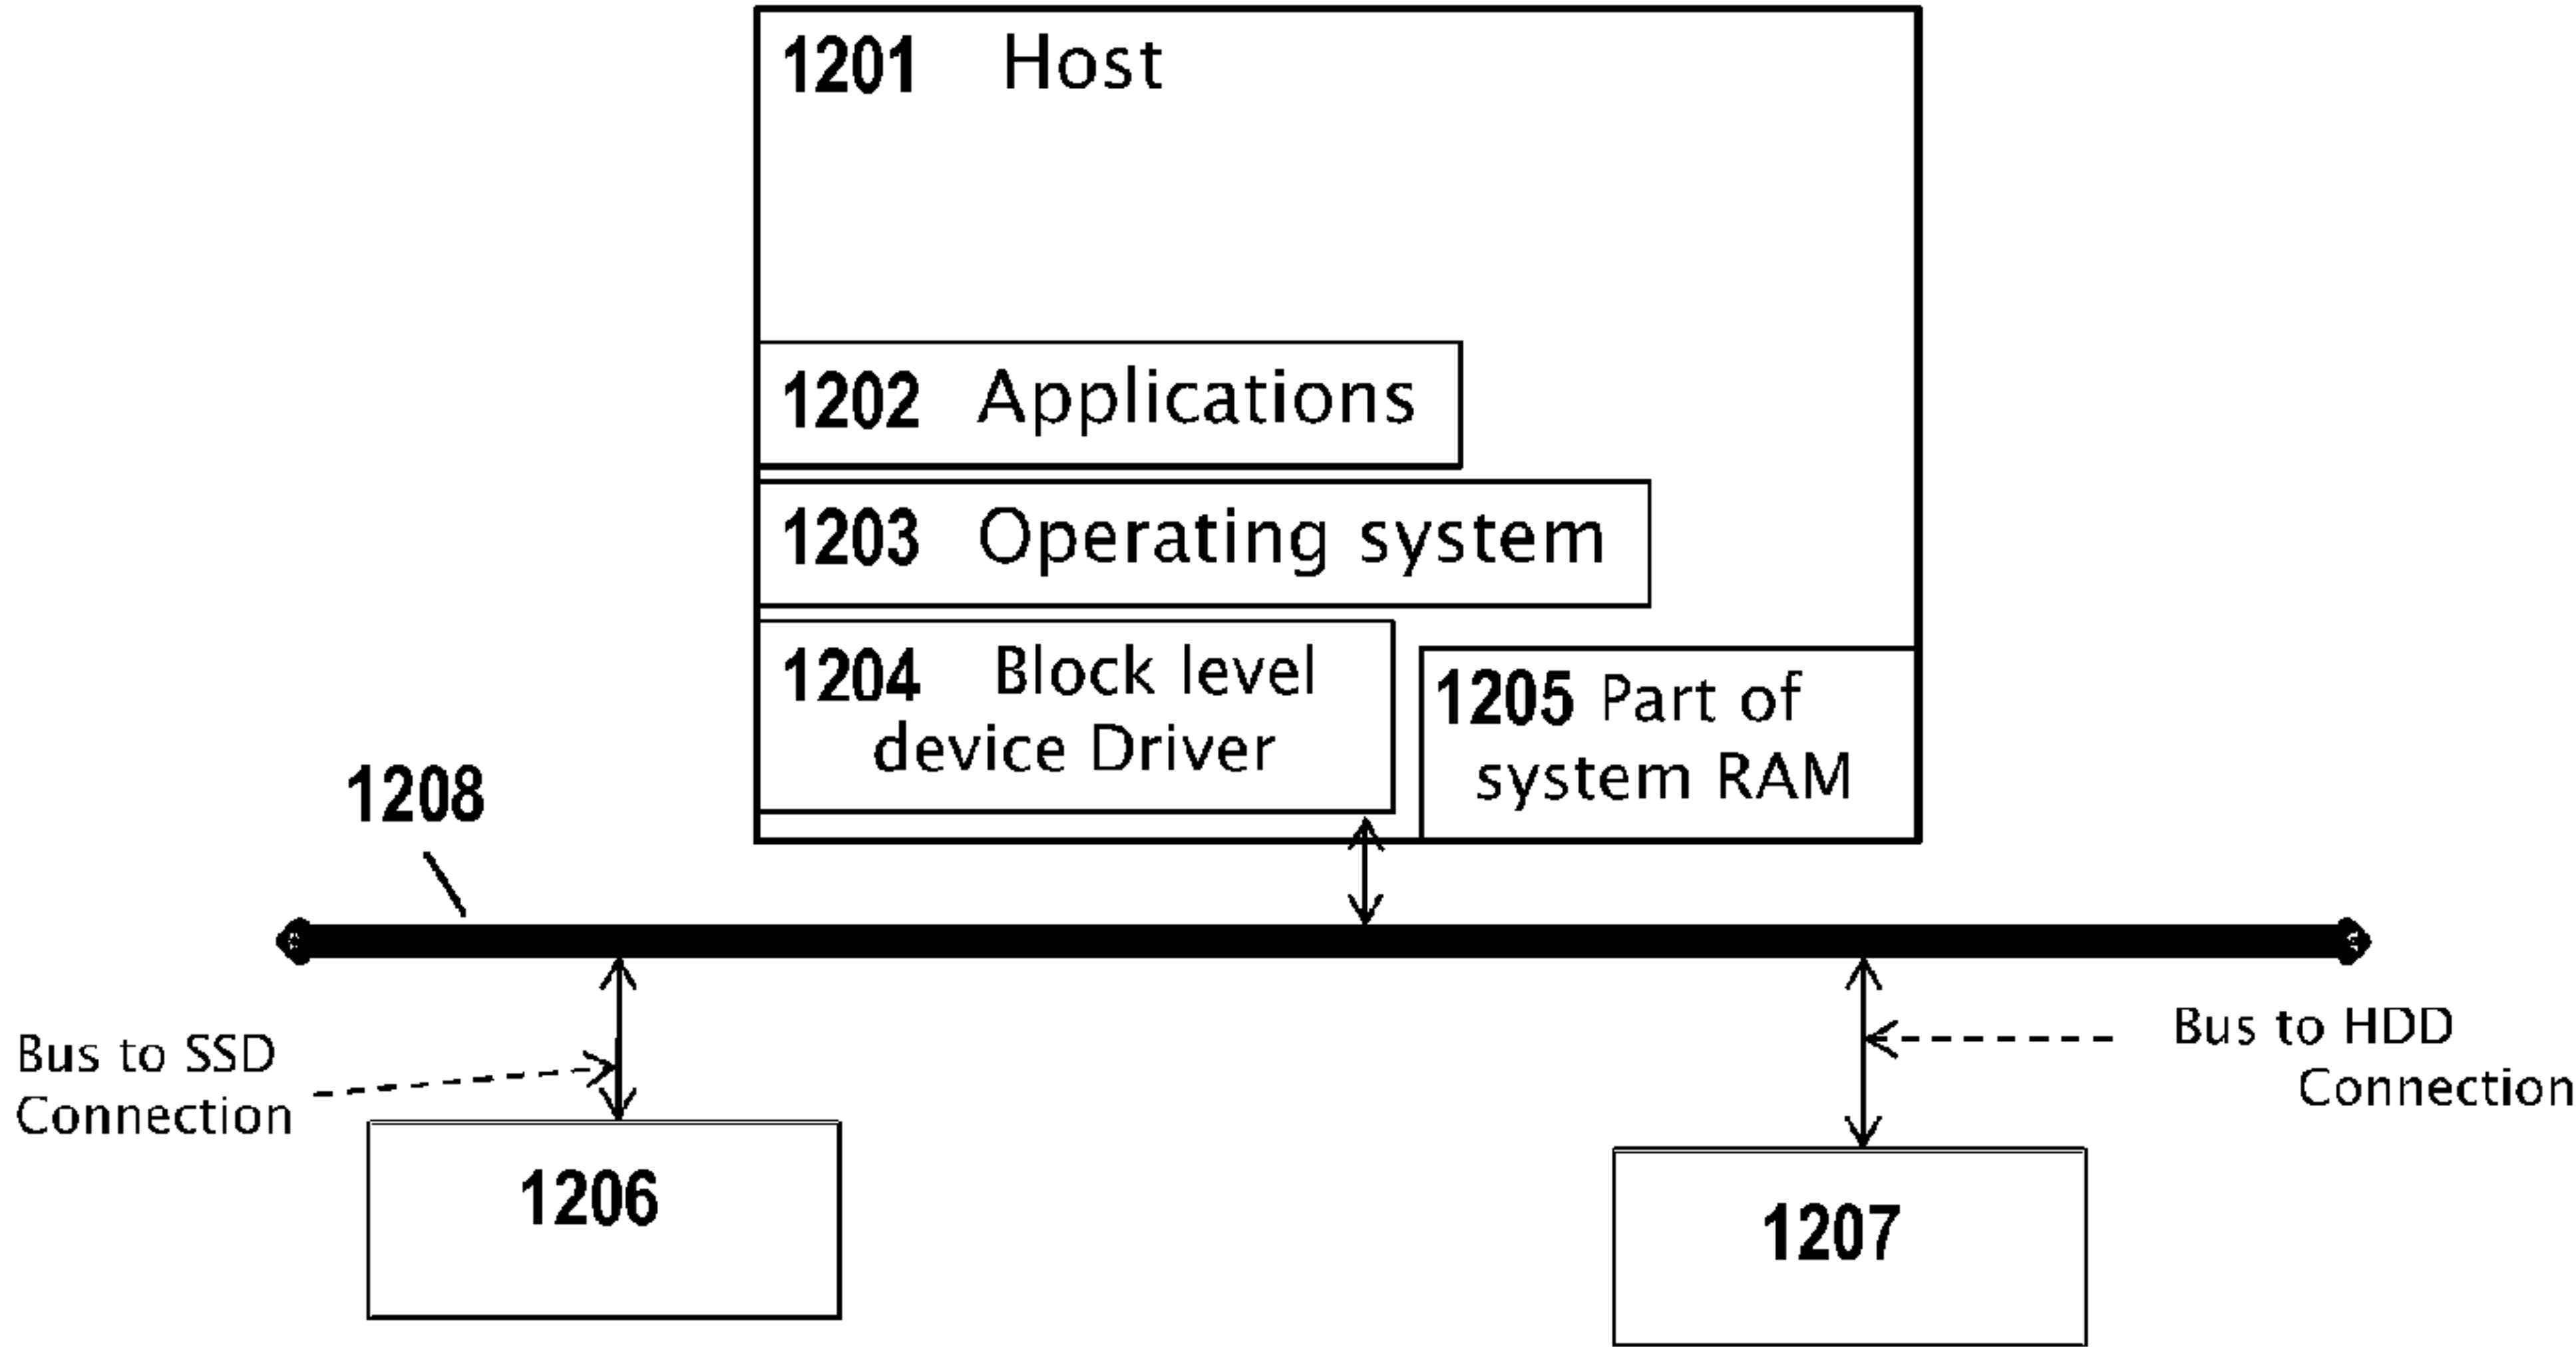 1201 Host
1202 Applications
1203 Operating system
1204 Block level
device Driver
1205 Part of
system RAM
1208
Bus to SSD
Connection
Bus to HDD
Connection
1206
1207